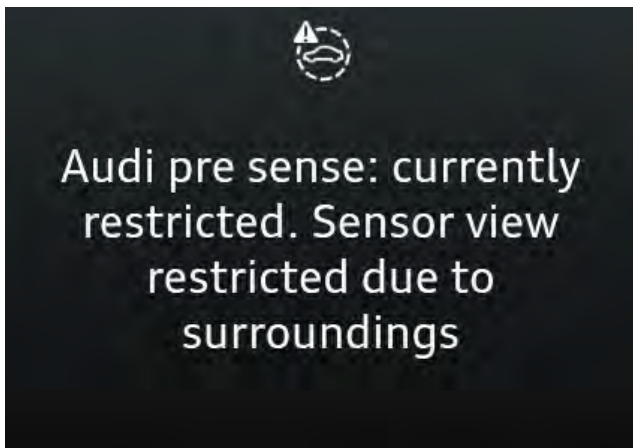 Audi pre sense: currently
restricted. Sensor view
restricted due to
surroundings